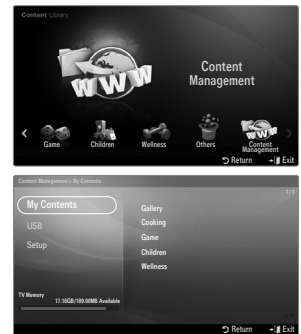 Content Library
WWW
Content
Management
Game
Children
Wellness
Others
Content
Management
Return
Exit
Content Management > My Contents
1/1
My Contents
USB
Setup
Gallery
Cooking
Game
Children
Wellness
TV Memory
17.16GB/189.00MB Available
Return
Exit